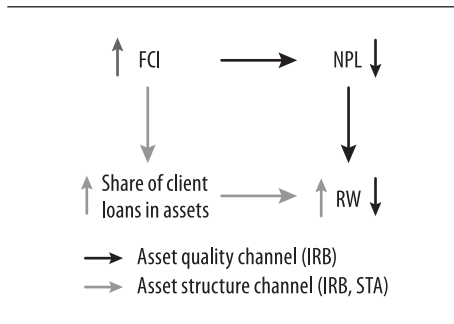 FCI
NPL
Share of client
loans in assets
RW
Asset quality channel (IRB)
Asset structure channel (IRB, STA)